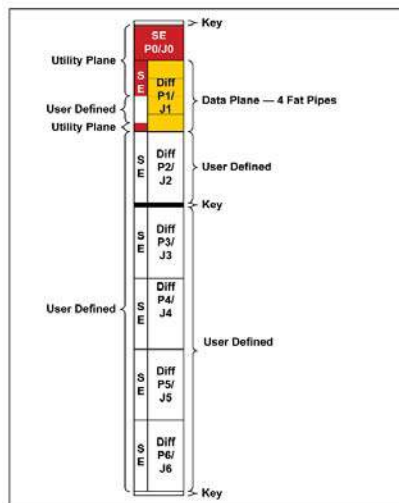 Key
SE
P0/J0
Utility Plane
S
E
Diff
P1/
J1
Data Plane — 4 Fat Pipes
User Defined
Utility Plane
S
E
Diff
P2/
J2
User Defined
Key
S
E
Diff
P3/
J3
User Defined
S
E
Diff
P4/
J4
User Defined
S
E
Diff
P5/
J5
S
E
Diff
P6/
J6
Key